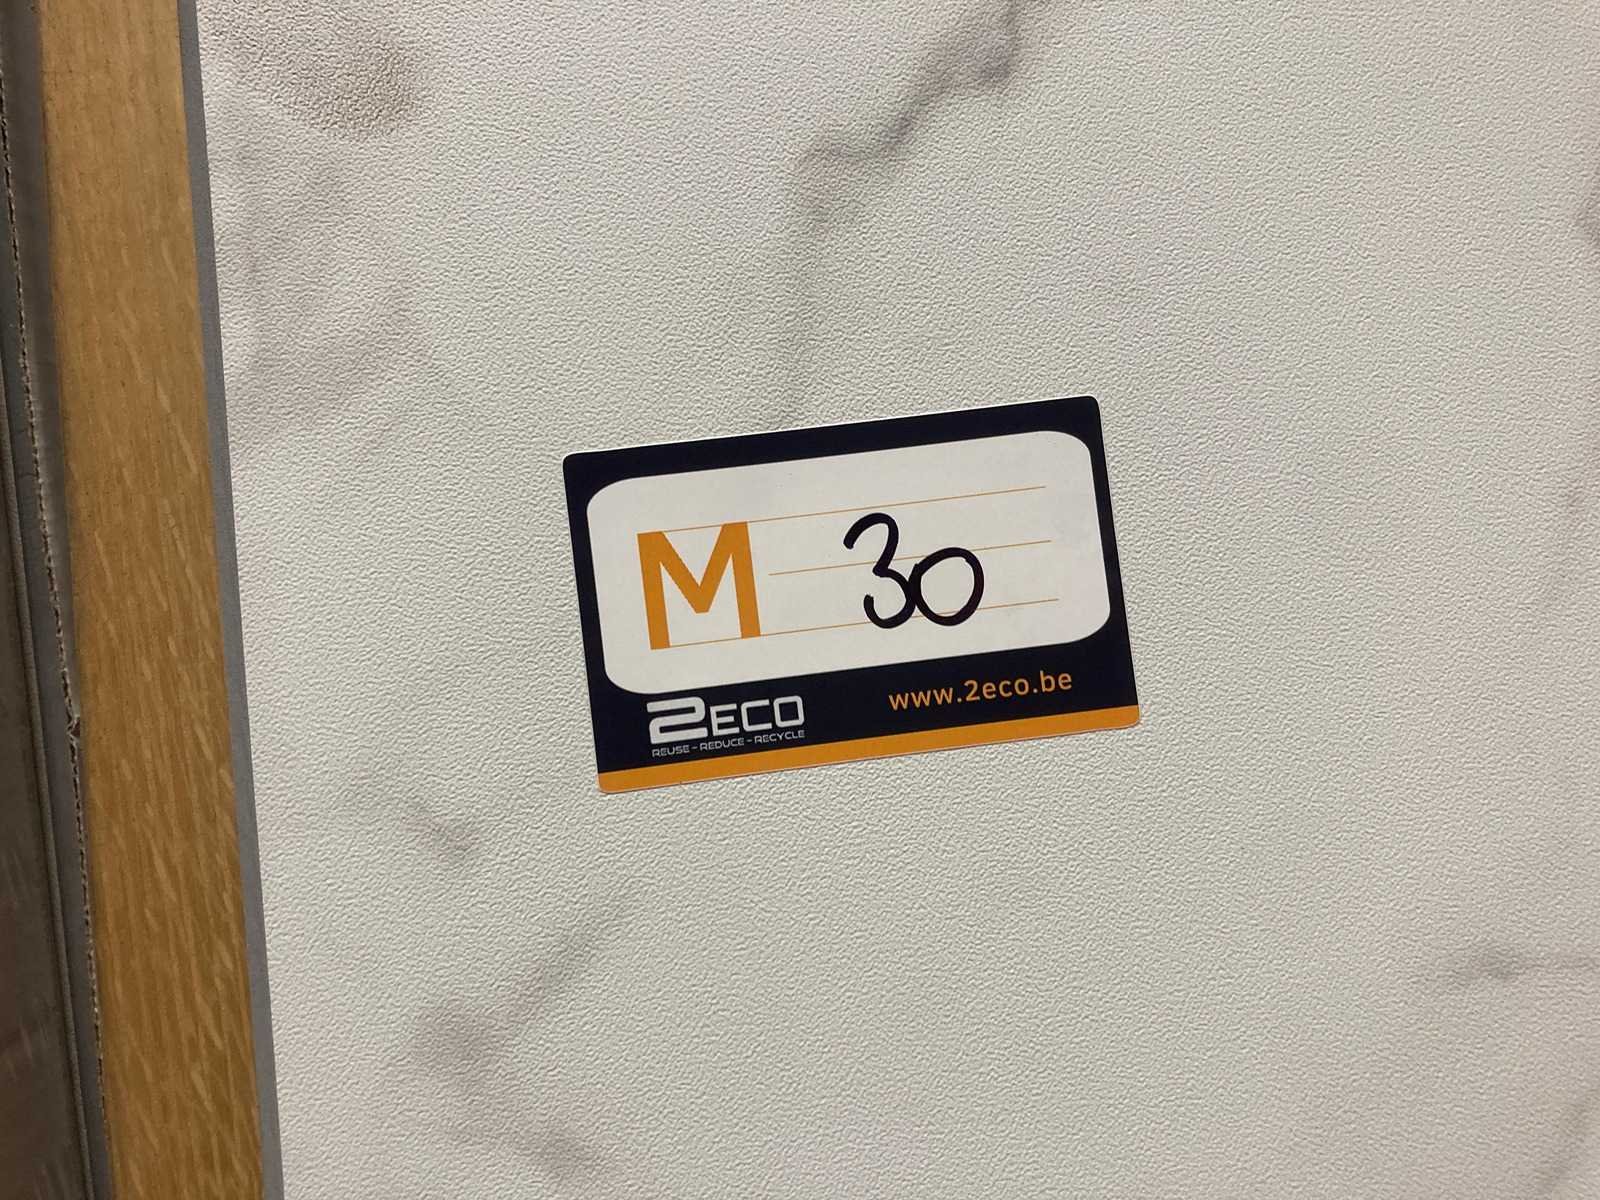 M 30
2ECO
REUSE - REDUCE - RECYCLE
www.2eco.be